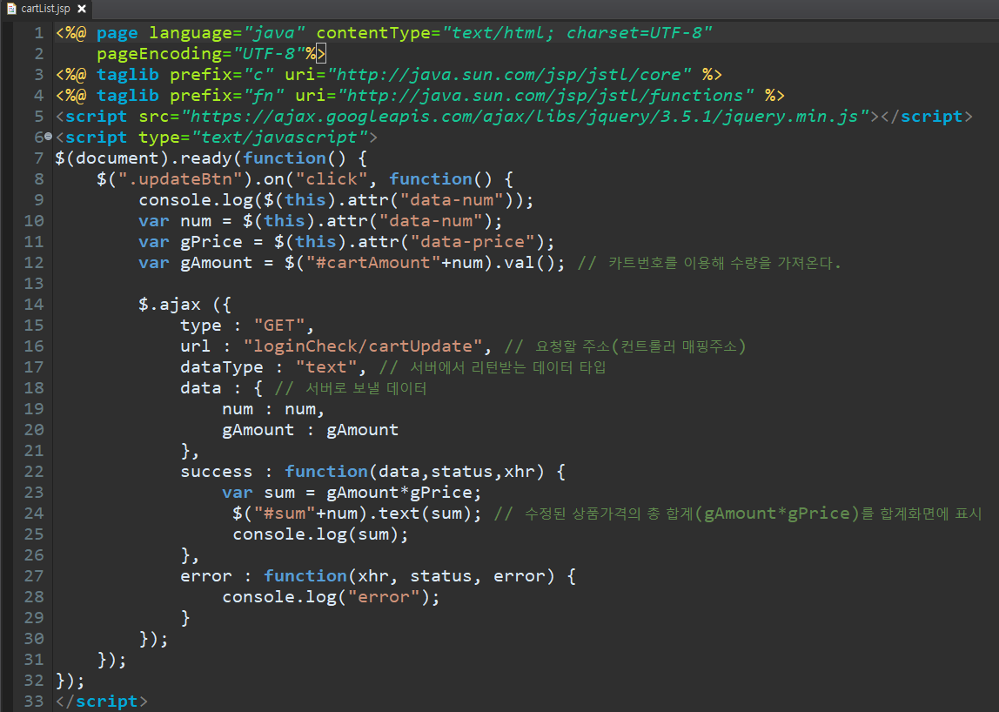 cartList.jsp
1 <%@ page language="java" contentType="text/html; charset=UTF-8"
2     pageEncoding="UTF-8"%>
3 <%@ taglib prefix="c" uri="http://java.sun.com/jsp/jstl/core" %>
4 <%@ taglib prefix="fn" uri="http://java.sun.com/jsp/jstl/functions" %>
5 <script src="https://ajax.googleapis.com/ajax/libs/jquery/3.5.1/jquery.min.js"></script>
6 <script type="text/javascript">
7 $(document).ready(function() {
8     $(".updateBtn").on("click", function() {
9         console.log($(this).attr("data-num"));
10         var num = $(this).attr("data-num");
11         var gPrice = $(this).attr("data-price");
12         var gAmount = $("#cartAmount"+num).val(); // 카트번호를 이용해 수량을 가져온다.
13
14         $.ajax ({
15             type : "GET",
16             url : "loginCheck/cartUpdate", // 요청할 주소(컨트롤러 매핑주소)
17             dataType : "text", // 서버에서 리턴받는 데이터 타입
18             data : { // 서버로 보낼 데이터
19                 num : num,
20                 gAmount : gAmount
21             },
22             success : function(data,status,xhr) {
23                 var sum = gAmount*gPrice;
24                  $("#sum"+num).text(sum); // 수정된 상품가격의 총 합계(gAmount*gPrice)를 합계화면에 표시
25                  console.log(sum);
26             },
27             error : function(xhr, status, error) {
28                 console.log("error");
29             }
30         });
31     });
32 });
33 </script>